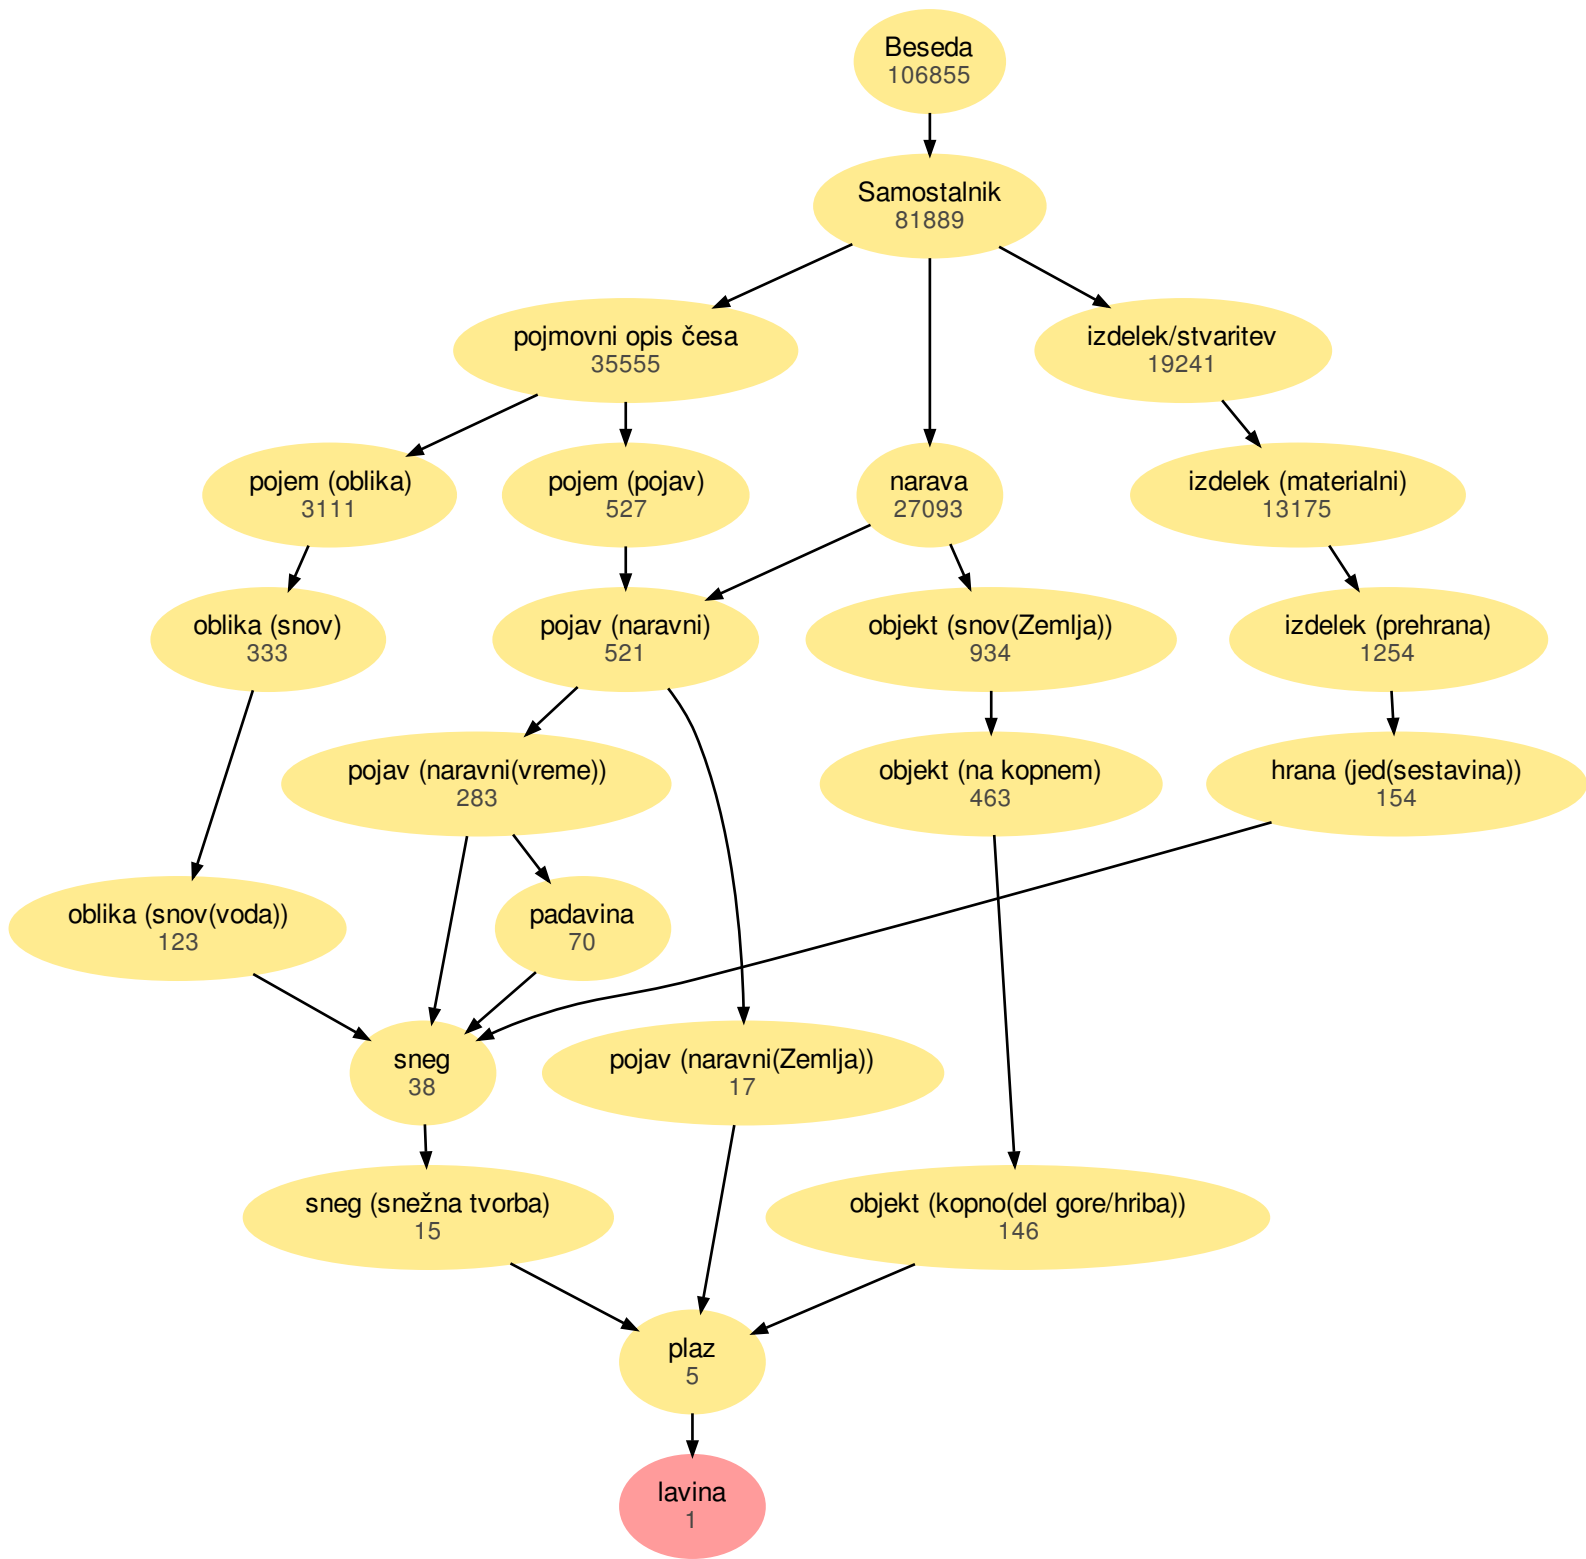 Beseda
106855
Samostalnik
81889
pojmovni opis česa
35555
izdelek/stvaritev
19241
pojem (oblika)
3111
pojem (pojav)
527
narava
27093
izdelek (materialni)
13175
oblika (snov)
333
pojav (naravni)
521
objekt (snov(Zemlja))
934
izdelek (prehrana)
1254
pojav (naravni(vreme))
283
objekt (na kopnem)
463
hrana (jed(sestavina))
154
oblika (snov(voda))
123
padavina
70
sneg
38
pojav (naravni(Zemlja))
17
sneg (snežna tvorba)
15
objekt (kopno(del gore/hriba))
146
plaz
5
lavina
1